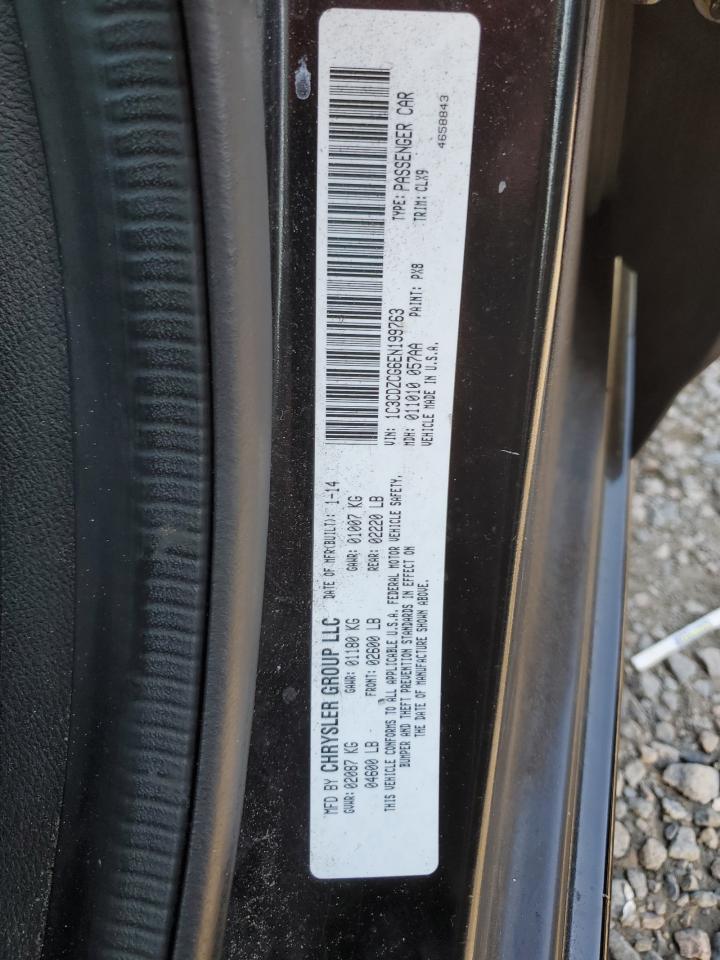 MFD BY CHRYSLER GROUP LLC DATE OF MFR(BUILT): 1-14
GVWR: 02087 KG GAWR: 01180 KG GAWR: 01007 KG
04600 LB FRONT: 02600 LB REAR: 02220 LB
THIS VEHICLE CONFORMS TO ALL APPLICABLE U.S.A. FEDERAL MOTOR VEHICLE SAFETY,
BUMPER AND THEFT PREVENTION STANDARDS IN EFFECT ON
THE DATE OF MANUFACTURE SHOWN ABOVE.
VIN: 1C3CDZCG6EN199763 TYPE: PASSENGER CAR
MDH: 011010 057AA PAINT: PX8 TRIM: CLX9
VEHICLE MADE IN U.S.A.
4658843